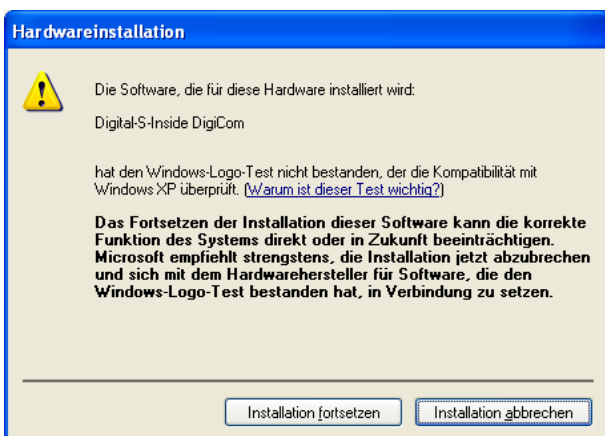 Hardwareinstallation
Die Software, die für diese Hardware installiert wird:
Digital-S-Inside DigiCom
hat den Windows-Logo-Test nicht bestanden, der die Kompatibilität mit
Windows XP überprüft. (Warum ist dieser Test wichtig?)
Das Fortsetzen der Installation dieser Software kann die korrekte
Funktion des Systems direkt oder in Zukunft beeinträchtigen.
Microsoft empfiehlt strengstens, die Installation jetzt abzubrechen
und sich mit dem Hardwarehersteller für Software, die den
Windows-Logo-Test bestanden hat, in Verbindung zu setzen.
Installation fortsetzen
Installation abbrechen